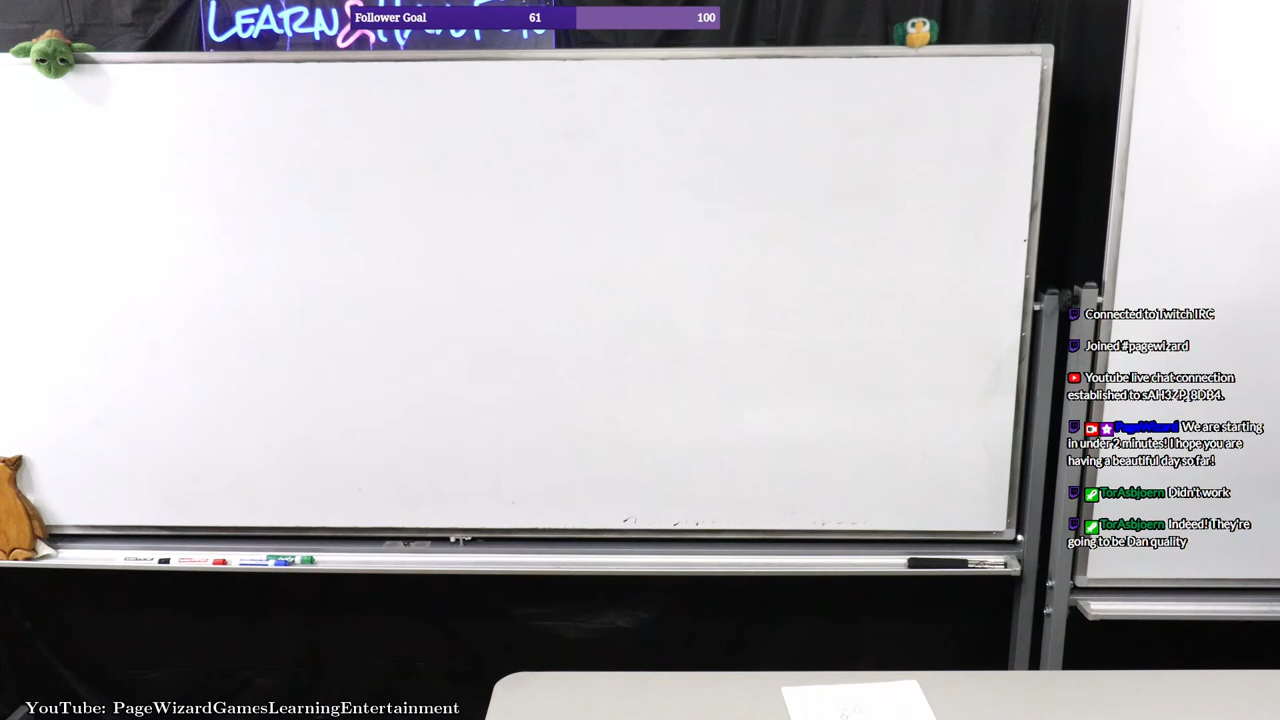 LEARN &
Follower Goal 61 100
Connected to Twitch IRC
Joined #pagewizard
Youtube live chat connection
established to
PageWizard We are starting
in under 2 minutes! I hope you are
having a beautiful day so far!
TorAsbjoern Didn't work
TorAsbjoern Indeed! They're
going to be Dan quality
YouTube: PageWizardGamesLearningEntertainment